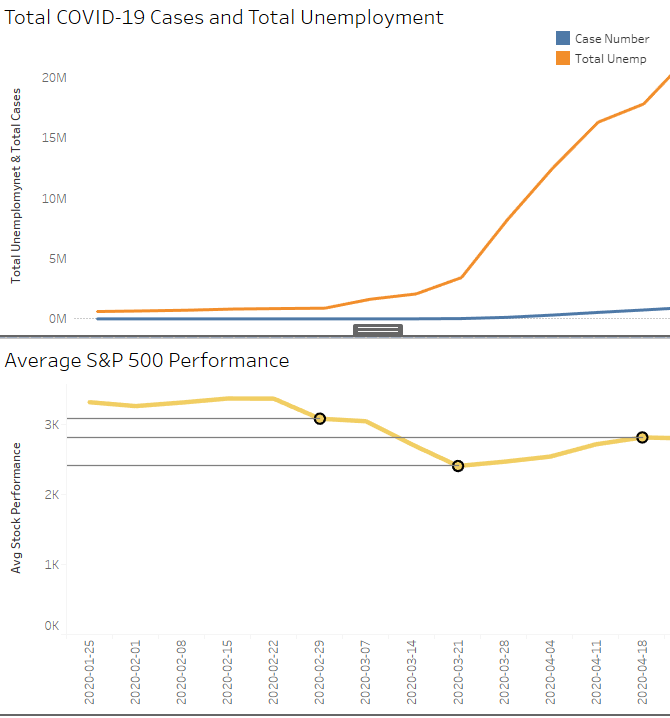 Total COVID-19 Cases and Total Unemployment
Case Number
Total Unemp
Total Unemplomynet & Total Cases
20M
15M
10M
5M
0M
Average S&P 500 Performance
Avg Stock Performance
3K
2K
1K
0K
2020-01-25
2020-02-01
2020-02-08
2020-02-15
2020-02-22
2020-02-29
2020-03-07
2020-03-14
2020-03-21
2020-03-28
2020-04-04
2020-04-11
2020-04-18